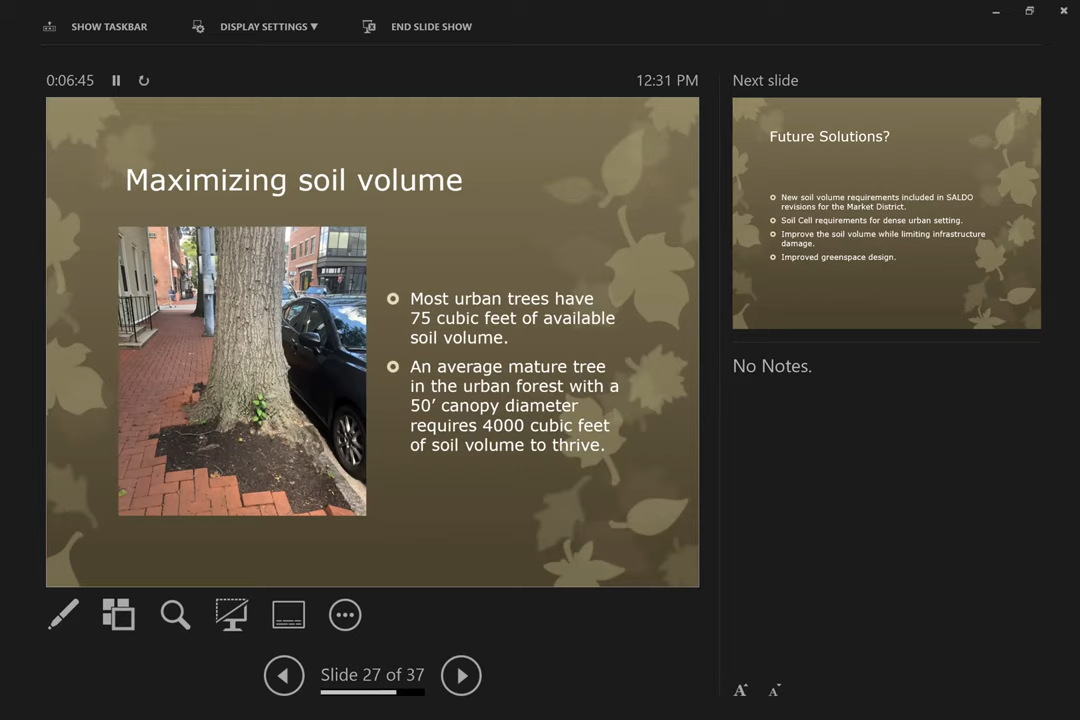 SHOW TASKBAR
DISPLAY SETTINGS ▼
END SLIDE SHOW
0:06:45
12:31 PM
Next slide
Maximizing soil volume
Most urban trees have
75 cubic feet of available
soil volume.
An average mature tree
in the urban forest with a
50’ canopy diameter
requires 4000 cubic feet
of soil volume to thrive.
Future Solutions?
New soil volume requirements included in SALDO
revisions for the Market District.
Soil Cell requirements for dense urban setting.
Improve the soil volume while limiting infrastructure
damage.
Improved greenspace design.
No Notes.
Slide 27 of 37
A
A